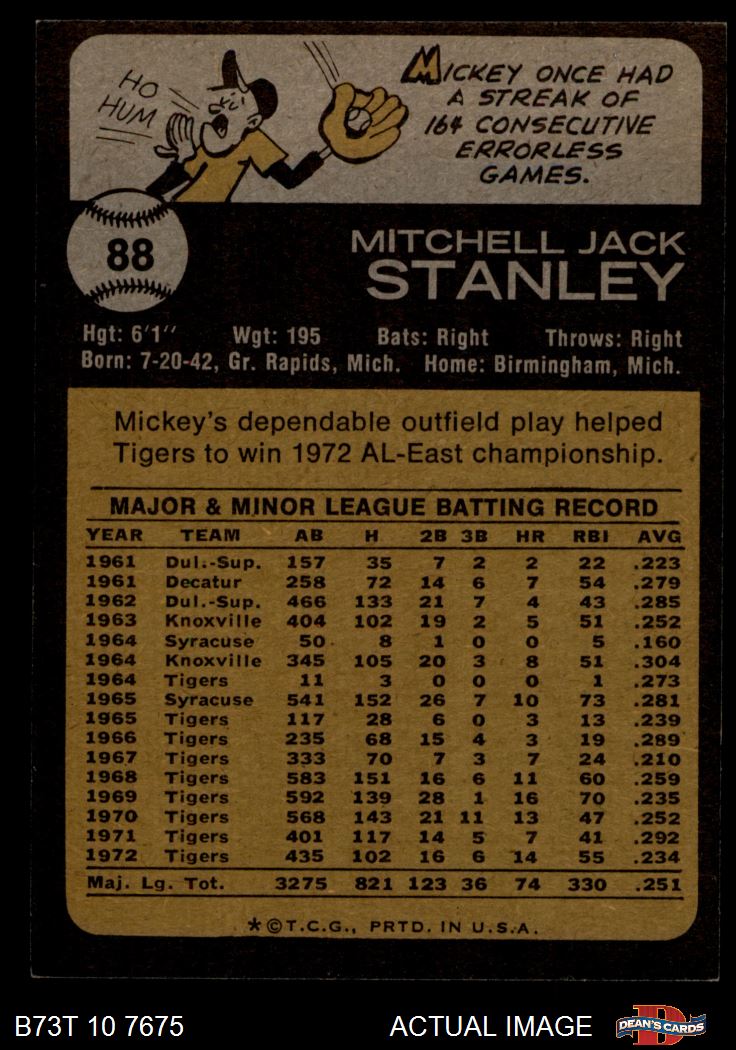 HO
HUM
MICKEY ONCE HAD
A STREAK OF
164 CONSECUTIVE
ERRORLESS
GAMES.
88
MITCHELL JACK
STANLEY
Hgt: 6'1" Wgt: 195 Bats: Right Throws: Right
Born: 7-20-42, Gr. Rapids, Mich. Home: Birmingham, Mich.
Mickey's dependable outfield play helped
Tigers to win 1972 AL-East championship.
MAJOR & MINOR LEAGUE BATTING RECORD
YEAR TEAM AB H 2B 3B HR RBI AVG
1961 Dul.-Sup. 157 35 7 2 2 22 .223
1961 Decatur 258 72 14 6 7 54 .279
1962 Dul.-Sup. 466 133 21 7 4 43 .285
1963 Knoxville 404 102 19 2 5 51 .252
1964 Syracuse 50 8 1 0 0 5 .160
1964 Knoxville 345 105 20 3 8 51 .304
1964 Tigers 11 3 0 0 0 1 .273
1965 Syracuse 541 152 26 7 10 73 .281
1965 Tigers 117 28 6 0 3 13 .239
1966 Tigers 235 68 15 4 3 19 .289
1967 Tigers 333 70 7 3 7 24 .210
1968 Tigers 583 151 16 6 11 60 .259
1969 Tigers 592 139 28 1 16 70 .235
1970 Tigers 568 143 21 11 13 47 .252
1971 Tigers 401 117 14 5 7 41 .292
1972 Tigers 435 102 16 6 14 55 .234
Maj. Lg. Tot. 3275 821 123 36 74 330 .251
*©T.C.G., PRTD. IN U.S.A.
B73T 10 7675 ACTUAL IMAGE D DEAN'S CARDS